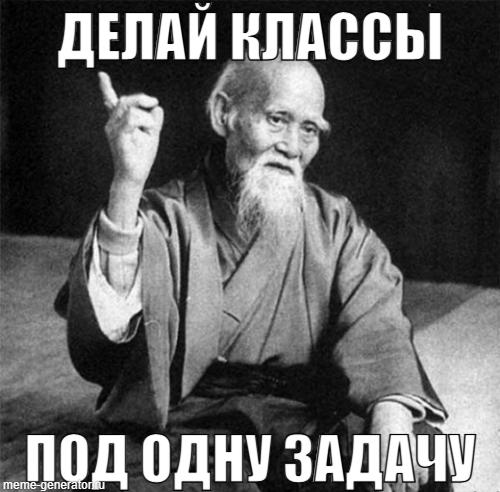 ДЕЛАЙ КЛАССЫ
ПОД ОДНУ ЗАДАЧУ
meme-generator.ru